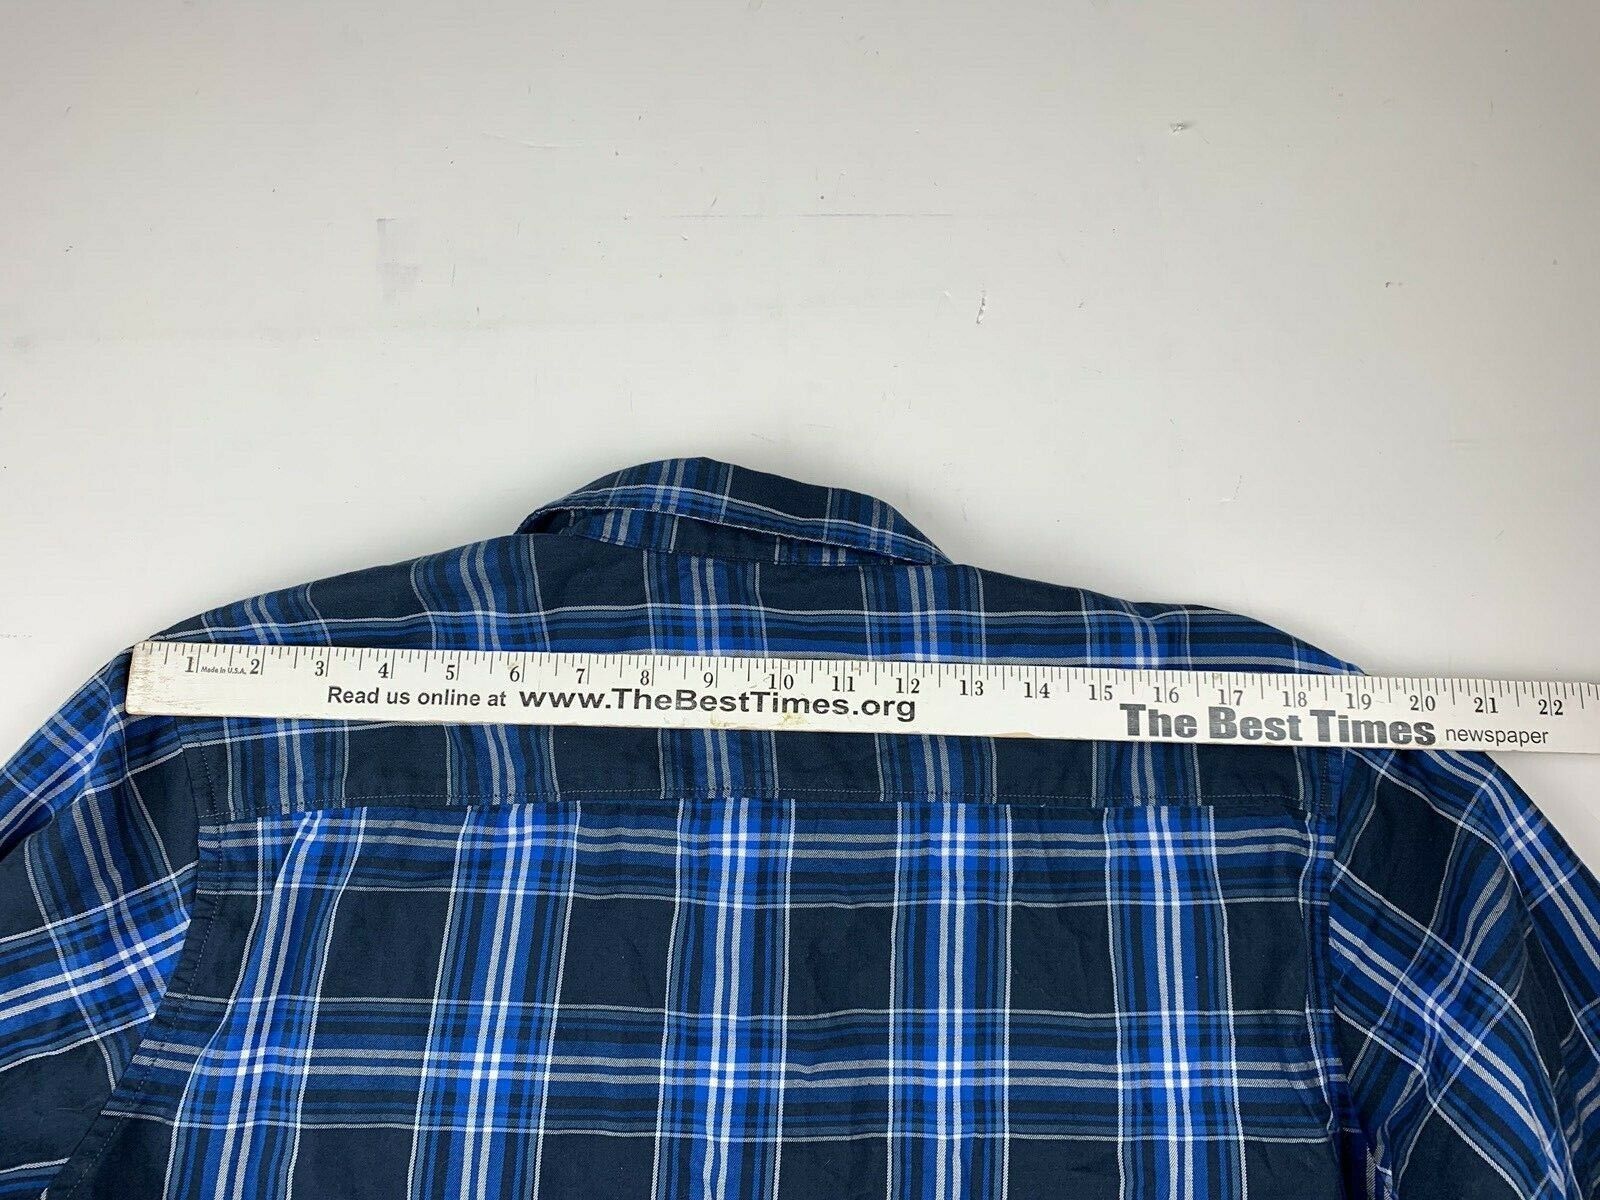 1 Made in U.S.A. 2 3 4 5 6 7 8 9 10 11 12 13 14 15 16 17 18 19 20 21 22
Read us online at www.TheBestTimes.org The Best Times newspaper